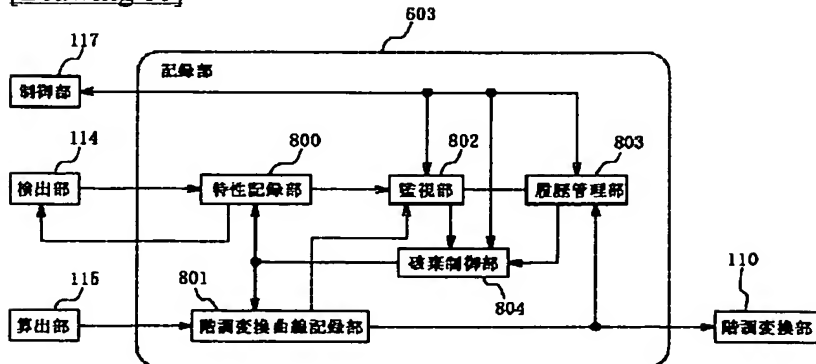 603
117
記録部
制御部
114
800
802
803
検出部
特性記録部
監視部
履歴管理部
破棄制御部
115
801
804
110
算出部
階調変換曲線記録部
階調変換部